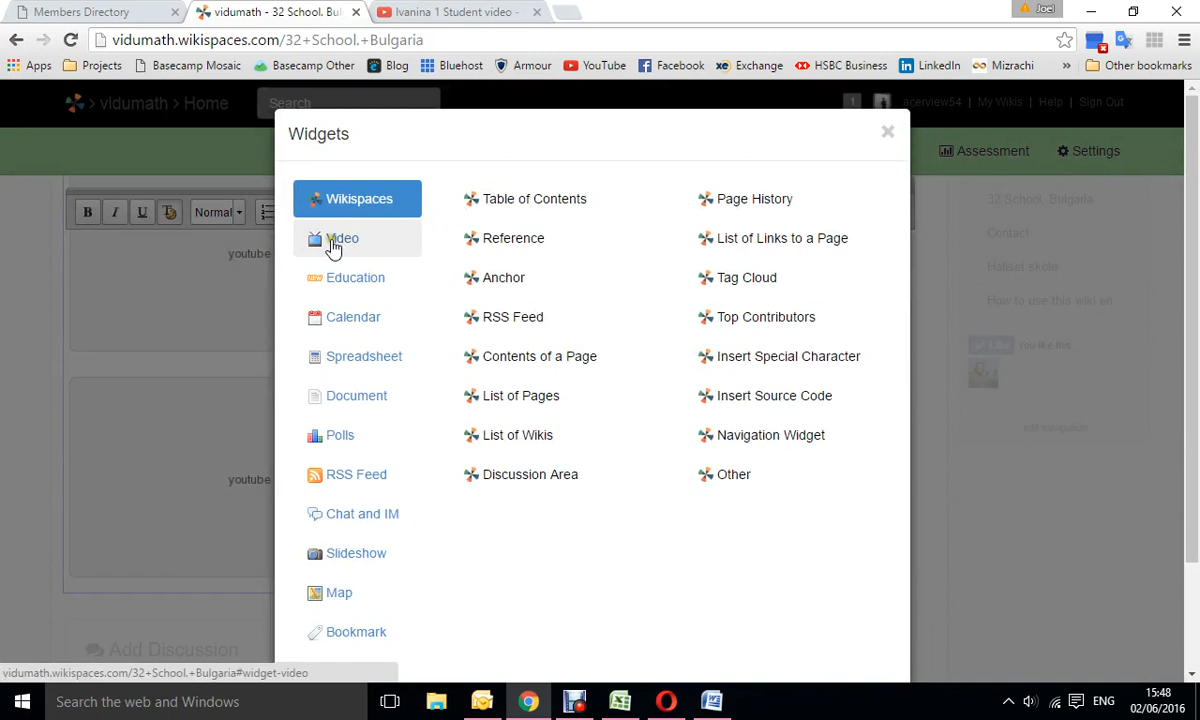 Members Directory
vidumath - 32 School. Bul
Ivanina 1 Student video -
Joel
vidumath.wikispaces.com/32+School.+Bulgaria
Apps
Projects
Basecamp Mosaic
Basecamp Other
Blog
Bluehost
Armour
YouTube
Facebook
Exchange
HSBC Business
LinkedIn
Mizrachi
»
Other bookmarks
> vidumath > Home
Search
1
acerview54
My Wikis
Help
Sign Out
Widgets
Assessment
Settings
Wikispaces
Table of Contents
Page History
32 School, Bulgaria
B I U
Normal
Video
Reference
List of Links to a Page
Contact
youtube
Halset skole
Education
Anchor
Tag Cloud
How to use this wiki en
Calendar
RSS Feed
Top Contributors
Like
You like this.
Spreadsheet
Contents of a Page
Insert Special Character
Document
List of Pages
Insert Source Code
edit navigation
Polls
List of Wikis
Navigation Widget
RSS Feed
Discussion Area
Other
youtube
Chat and IM
Slideshow
Map
Bookmark
Add Discussion
vidumath.wikispaces.com/32+School.+Bulgaria#widget-video
Search the web and Windows
ENG
15:48
02/06/2016